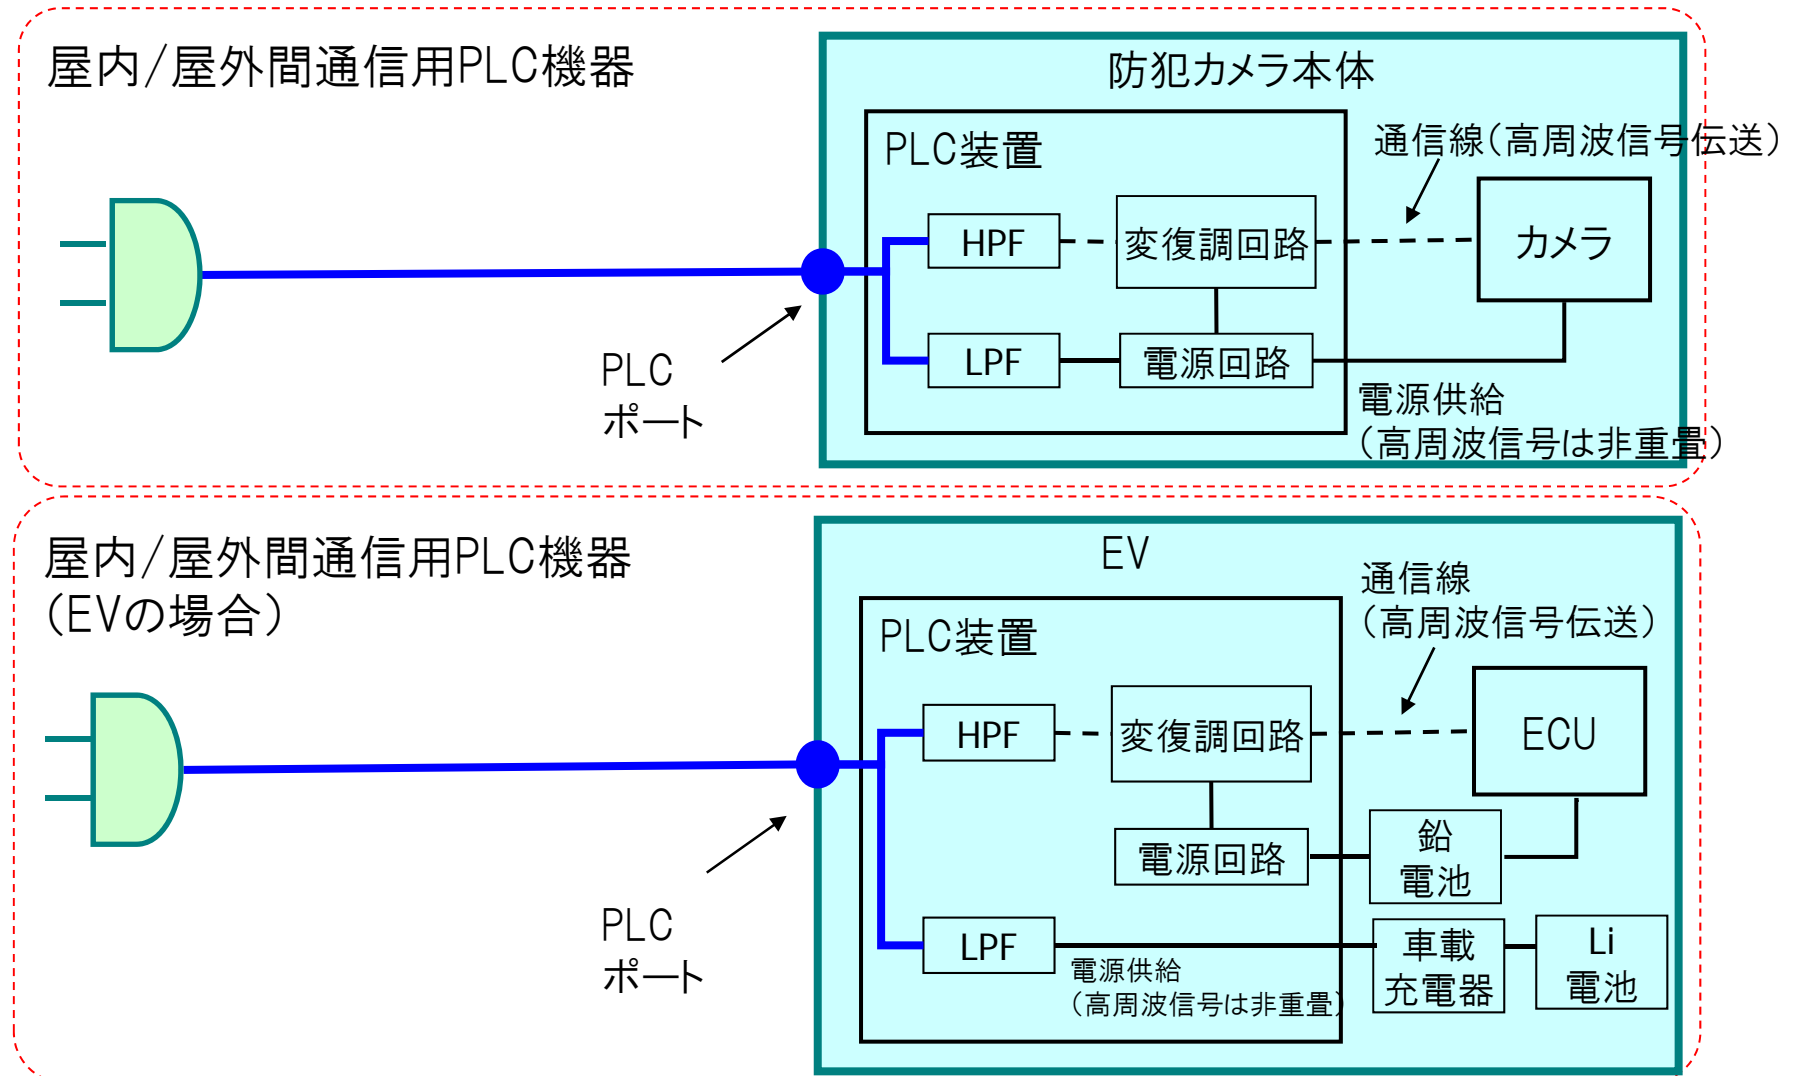 屋内/屋外間通信用PLC機器
防犯カメラ本体
PLC装置
通信線(高周波信号伝送)
HPF
変復調回路
カメラ
LPF
電源回路
PLC
ポート
電源供給
(高周波信号は非重畳)
屋内/屋外間通信用PLC機器
(EVの場合)
EV
通信線
(高周波信号伝送)
PLC装置
HPF
変復調回路
ECU
電源回路
鉛
電池
PLC
ポート
LPF
電源供給
(高周波信号は非重畳)
車載
充電器
Li
電池